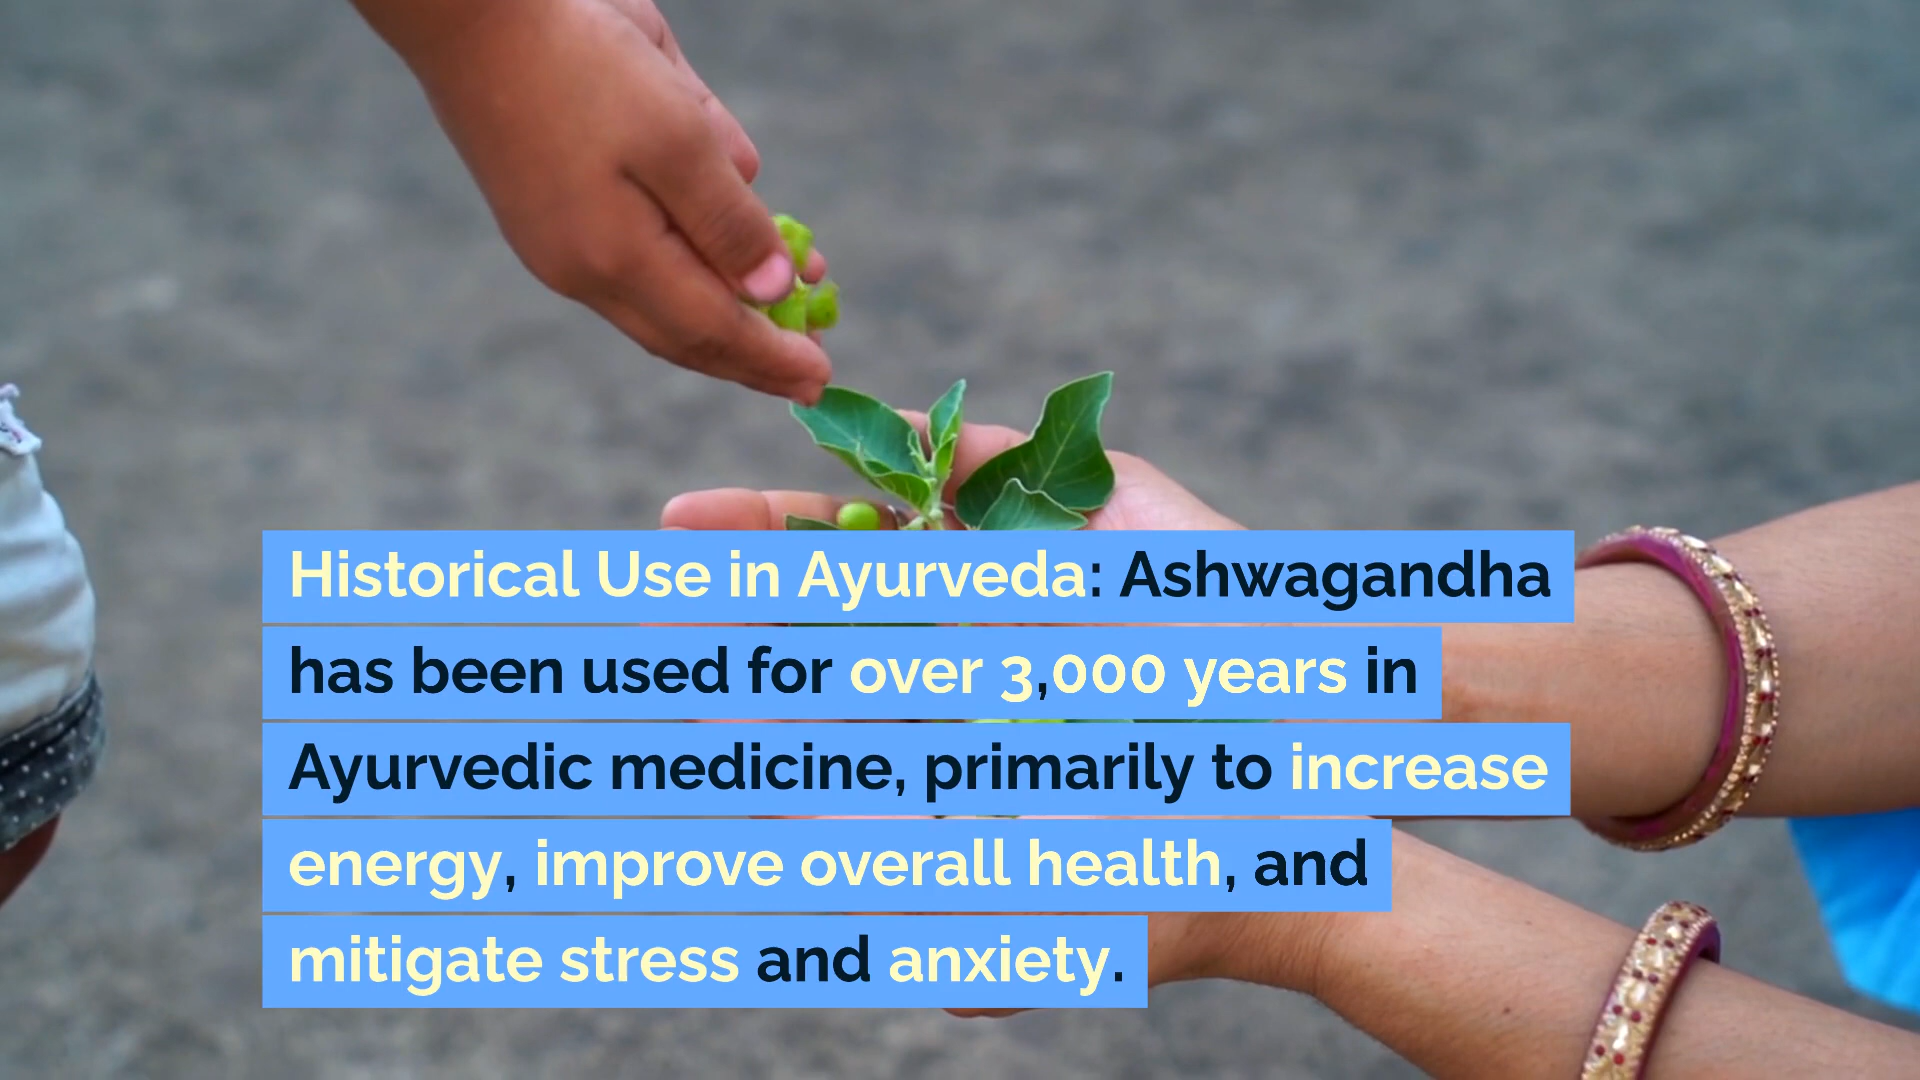 Historical Use in Ayurveda: Ashwagandha
has been used for over 3,000 years in
Ayurvedic medicine, primarily to increase
energy, improve overall health, and
mitigate stress and anxiety.